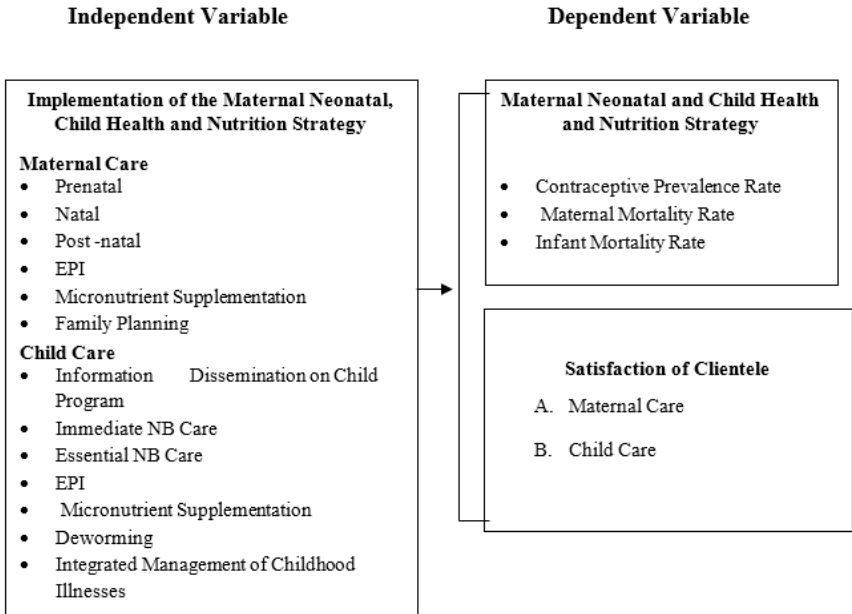 Independent Variable
Implementation of the Maternal Neonatal,
Child Health and Nutrition Strategy
Maternal Care
• Prenatal
• Natal
• Post -natal
• EPI
• Micronutrient Supplementation
• Family Planning
Child Care
• Information Dissemination on Child
Program
• Immediate NB Care
• Essential NB Care
• EPI
• Micronutrient Supplementation
• Deworming
• Integrated Management of Childhood
Illnesses
Dependent Variable
Maternal Neonatal and Child Health
and Nutrition Strategy
• Contraceptive Prevalence Rate
• Maternal Mortality Rate
• Infant Mortality Rate
Satisfaction of Clientele
A. Maternal Care
B. Child Care